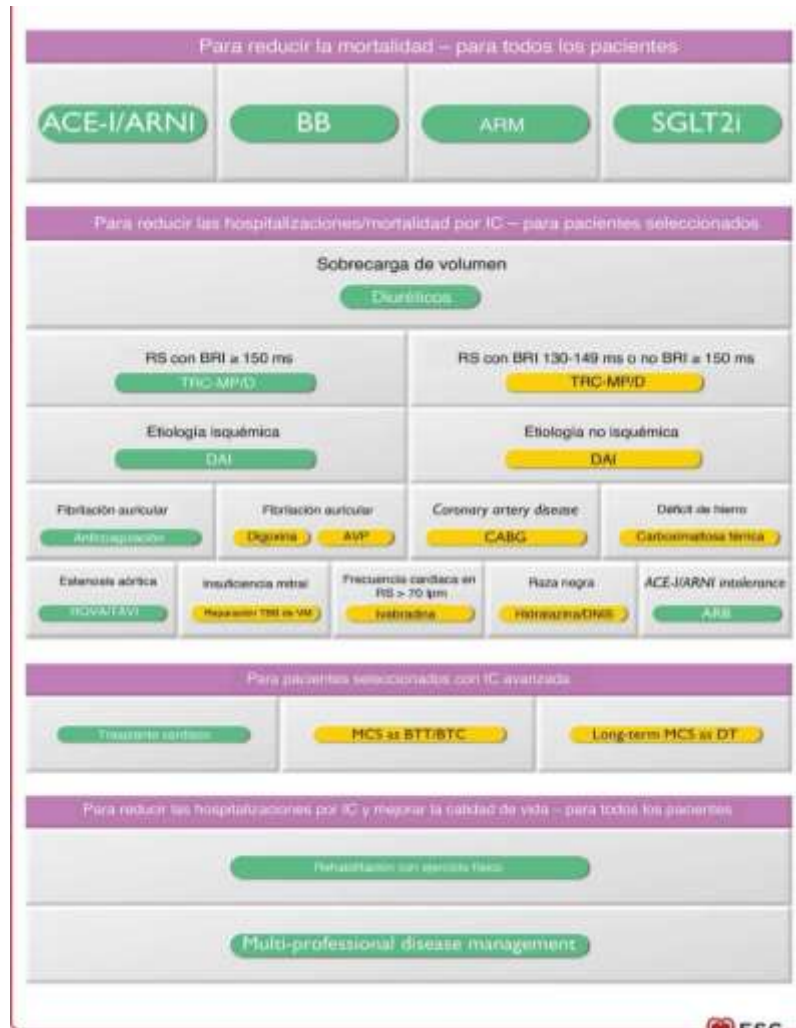 Para reducir la mortalidad – para todos los pacientes
ACE-I/ARNI
BB
ARM
SGLT2i
Para reducir las hospitalizaciones/mortalidad por IC – para pacientes seleccionados
Sobrecarga de volumen
Diuréticos
RS con BRI ≥ 150 ms
TRC-MP/D
RS con BRI 130-149 ms o no BRI ≥ 150 ms
TRC-MP/D
Etiología isquémica
DAI
Etiología no isquémica
DAI
Fibrilación auricular
Anticoagulación
Fibrilación auricular
Digoxina
AVP
Coronary artery disease
CABG
Déficit de hierro
Carboximaltosa férrica
Estenosis aórtica
Insuficiencia mitral
Reparación TBB de VM
Frecuencia cardiaca en
RS > 70 lpm
Ivabradina
Raza negra
Hidralazina/DNIS
ACE-I/ARNI intolerance
ARB
Para pacientes seleccionados con IC avanzada
Trasplante cardiaco
MCS as BTT/BTC
Long-term MCS as DT
Para reducir las hospitalizaciones por IC y mejorar la calidad de vida – para todos los pacientes
Rehabilitación con ejercicio físico
Multi-professional disease management
ESC